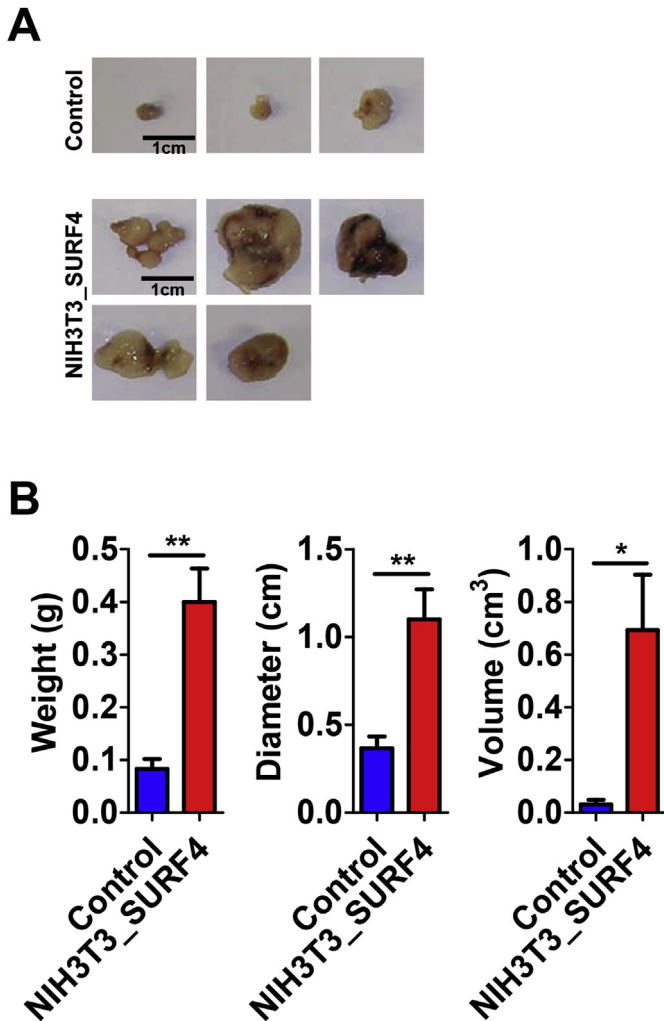 A
Control
1cm
NIH3T3_SURF4
1cm
B
Weight (g)
0.5
0.4
0.3
0.2
0.1
0.0
**
Control
NIH3T3_SURF4
Diameter (cm)
1.5
1.0
0.5
0.0
**
Control
NIH3T3_SURF4
Volume (cm³)
1.0
0.8
0.6
0.4
0.2
0.0
*
Control
NIH3T3_SURF4